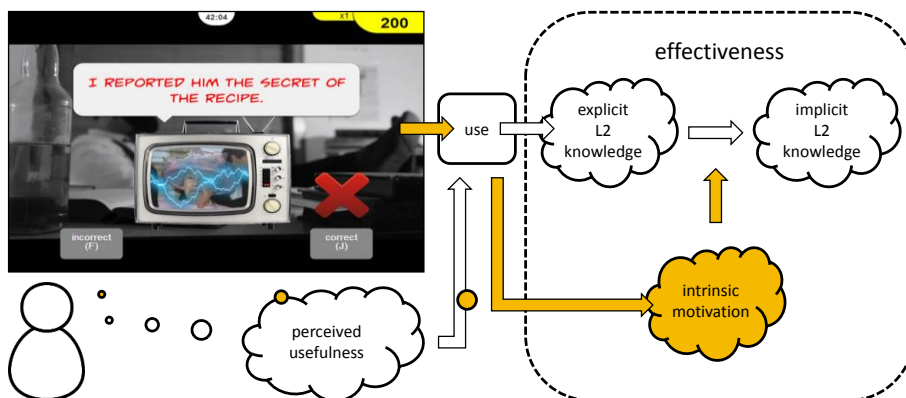 42:04
x1
200
I REPORTED HIM THE SECRET OF
THE RECIPE.
incorrect
(F)
correct
(J)
use
effectiveness
explicit
L2
knowledge
implicit
L2
knowledge
intrinsic
motivation
perceived
usefulness